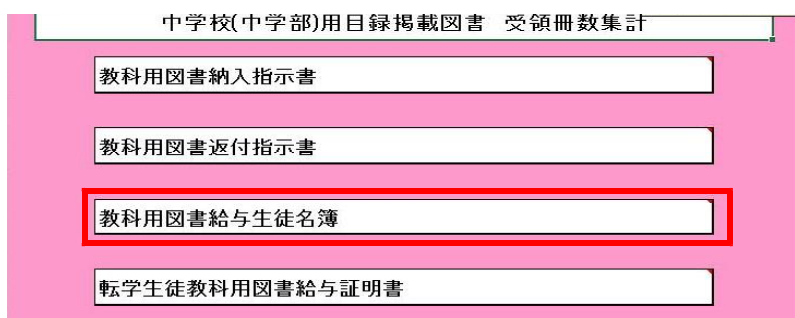 中学校(中学部)用目録掲載図書　受領冊数集計
教科用図書納入指示書
教科用図書返付指示書
教科用図書給与生徒名簿
転学生徒教科用図書給与証明書